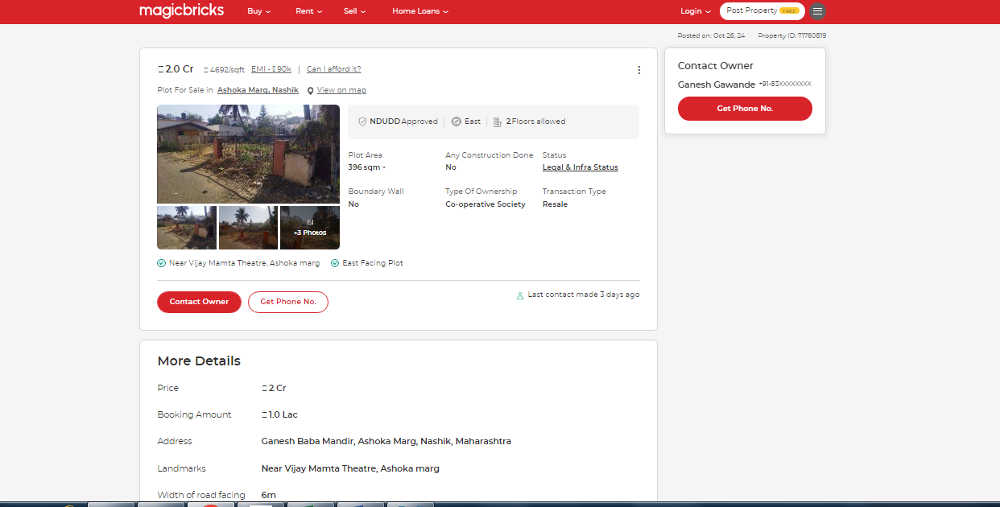 magicbricks Buy Rent Sell Home Loans Login Post Property FREE
Posted on: Oct 26, 24 Property ID: 71760819
2.0 Cr 4692/sqft EMI - 90k | Can I afford it?
Plot For Sale in Ashoka Marg, Nashik View on map
NDUDD Approved East 2 Floors allowed
Plot Area Any Construction Done Status
396 sqm No Legal & Infra Status
Boundary Wall Type Of Ownership Transaction Type
No Co-operative Society Resale
+3 Photos
Near Vijay Mamta Theatre, Ashoka marg East Facing Plot
Contact Owner Get Phone No. Last contact made 3 days ago
Contact Owner
Ganesh Gawande +91-83XXXXXXXX
Get Phone No.
More Details
Price 2 Cr
Booking Amount 1.0 Lac
Address Ganesh Baba Mandir, Ashoka Marg, Nashik, Maharashtra
Landmarks Near Vijay Mamta Theatre, Ashoka marg
Width of road facing 6m